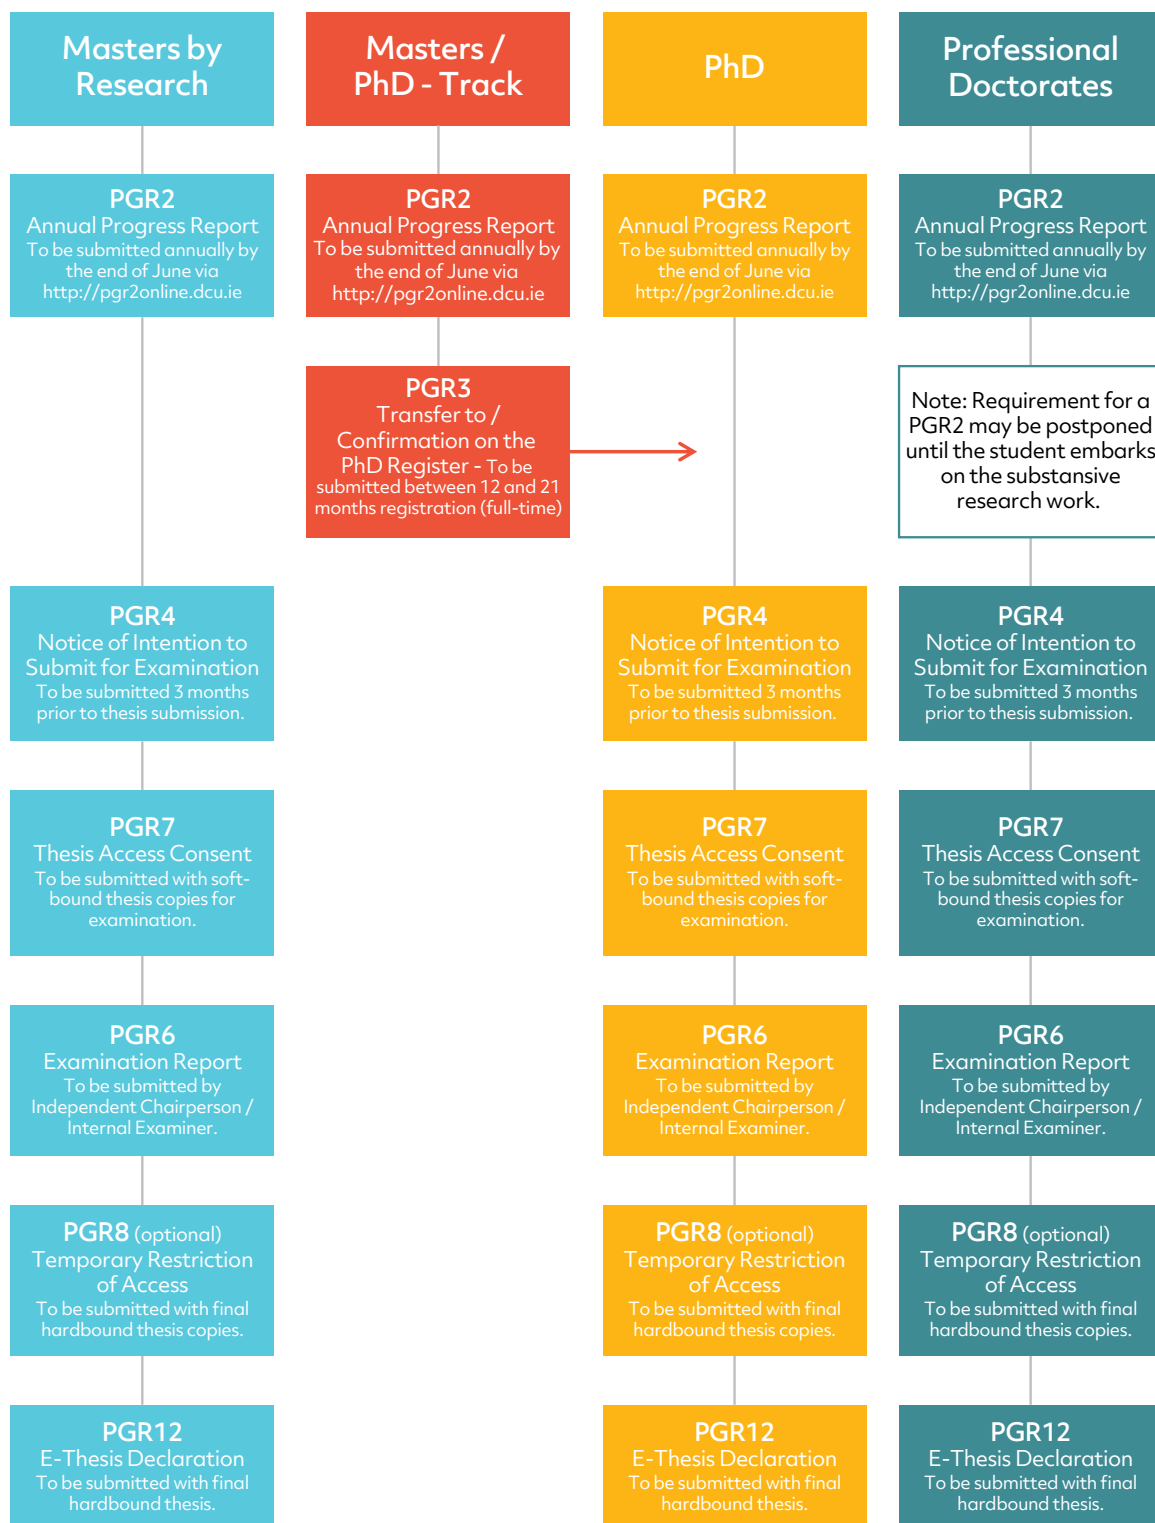 Masters by
Research
PGR2
Annual Progress Report
To be submitted annually by
the end of June via
http://pgr2online.dcu.ie
PGR4
Notice of Intention to
Submit for Examination
To be submitted 3 months
prior to thesis submission.
PGR7
Thesis Access Consent
To be submitted with soft-
bound thesis copies for
examination.
PGR6
Examination Report
To be submitted by
Independent Chairperson /
Internal Examiner.
PGR8 (optional)
Temporary Restriction
of Access
To be submitted with final
hardbound thesis copies.
PGR12
E-Thesis Declaration
To be submitted with final
hardbound thesis.
Masters /
PhD - Track
PGR2
Annual Progress Report
To be submitted annually by
the end of June via
http://pgr2online.dcu.ie
PGR3
Transfer to /
Confirmation on the
PhD Register - To be
submitted between 12 and 21
months registration (full-time)
PhD
PGR2
Annual Progress Report
To be submitted annually by
the end of June via
http://pgr2online.dcu.ie
PGR4
Notice of Intention to
Submit for Examination
To be submitted 3 months
prior to thesis submission.
PGR7
Thesis Access Consent
To be submitted with soft-
bound thesis copies for
examination.
PGR6
Examination Report
To be submitted by
Independent Chairperson /
Internal Examiner.
PGR8 (optional)
Temporary Restriction
of Access
To be submitted with final
hardbound thesis copies.
PGR12
E-Thesis Declaration
To be submitted with final
hardbound thesis.
Professional
Doctorates
PGR2
Annual Progress Report
To be submitted annually by
the end of June via
http://pgr2online.dcu.ie
Note: Requirement for a
PGR2 may be postponed
until the student embarks
on the substansive
research work.
PGR4
Notice of Intention to
Submit for Examination
To be submitted 3 months
prior to thesis submission.
PGR7
Thesis Access Consent
To be submitted with soft-
bound thesis copies for
examination.
PGR6
Examination Report
To be submitted by
Independent Chairperson /
Internal Examiner.
PGR8 (optional)
Temporary Restriction
of Access
To be submitted with final
hardbound thesis copies.
PGR12
E-Thesis Declaration
To be submitted with final
hardbound thesis.